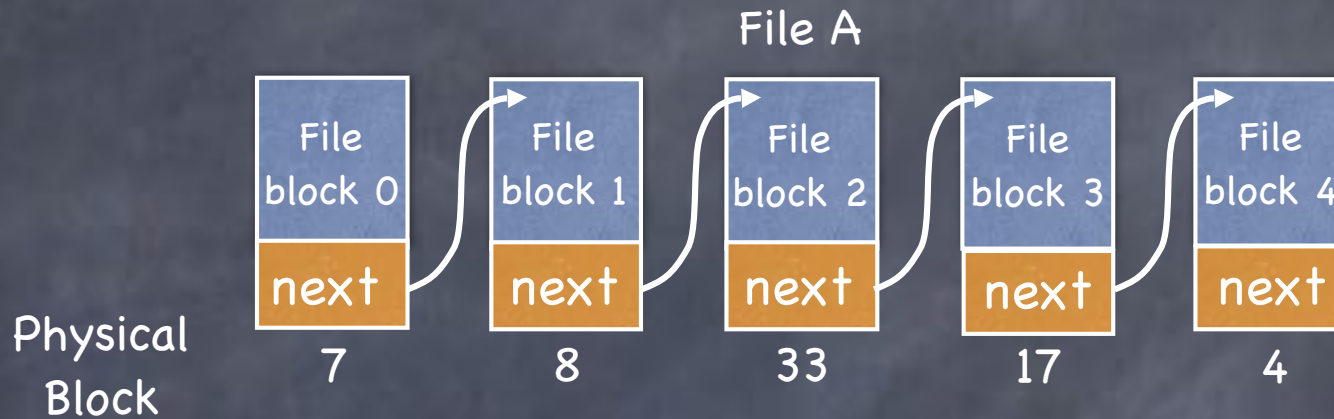 File A
File
block 0
next
File
block 1
next
File
block 2
next
File
block 3
next
File
block 4
next
Physical
Block
7
8
33
17
4